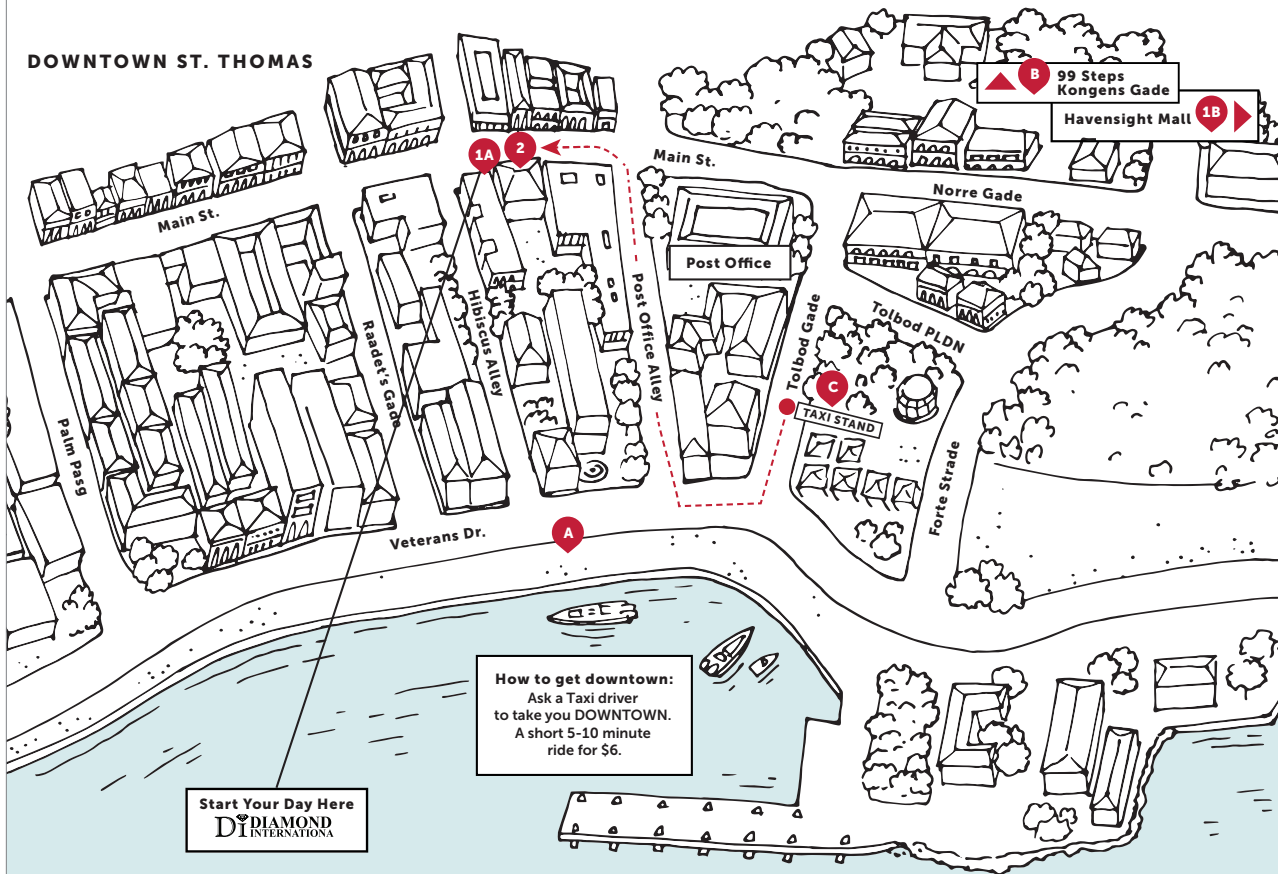 DOWNTOWN ST. THOMAS
B
99 Steps
Kongens Gade
Havensight Mall
1B
1A
2
Main St.
Norre Gade
Main St.
Post Office
Hibiscus Alley
Post Office Alley
Raadet's Gade
Tolbod Gade
Tolbod PLDN
C
TAXI STAND
Palm Pasg
Forte Strade
Veterans Dr.
A
How to get downtown:
Ask a Taxi driver
to take you DOWNTOWN.
A short 5-10 minute
ride for $6.
Start Your Day Here
Di DIAMOND
INTERNATIONA